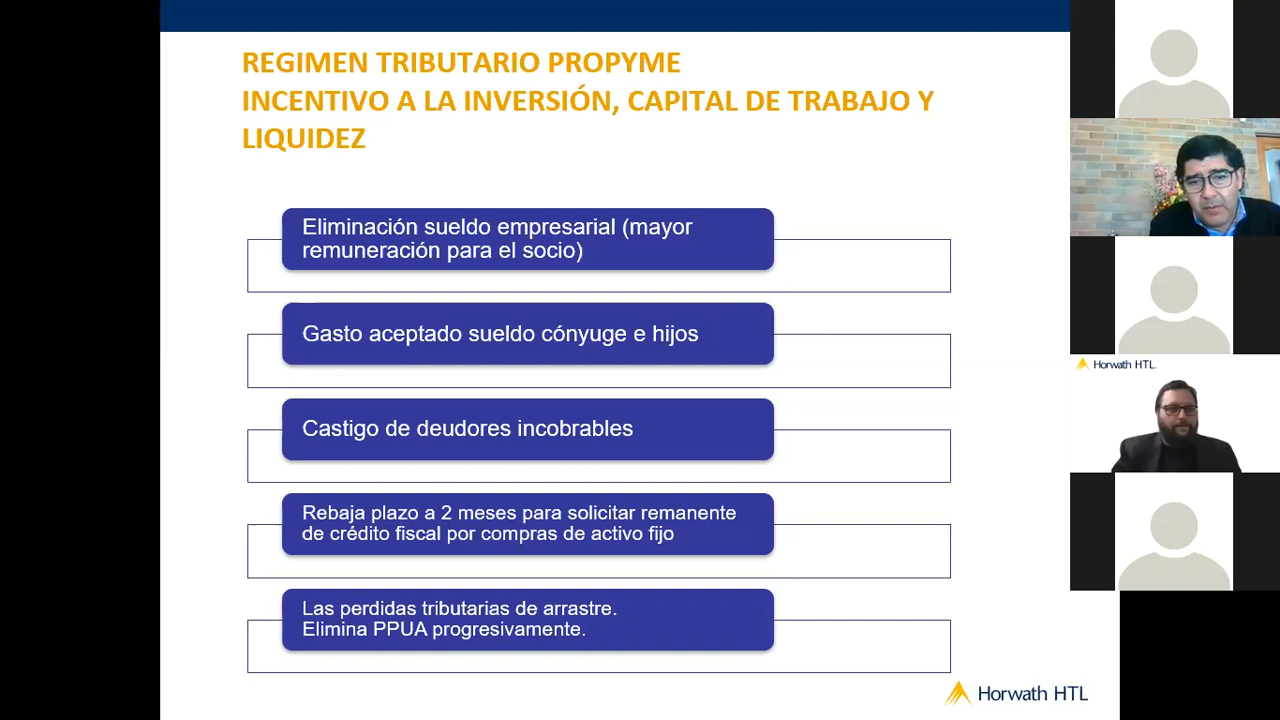 REGIMEN TRIBUTARIO PROPYME
INCENTIVO A LA INVERSIÓN, CAPITAL DE TRABAJO Y
LIQUIDEZ
Eliminación sueldo empresarial (mayor
remuneración para el socio)
Gasto aceptado sueldo cónyuge e hijos
Castigo de deudores incobrables
Rebaja plazo a 2 meses para solicitar remanente
de crédito fiscal por compras de activo fijo
Las perdidas tributarias de arrastre.
Elimina PPUA progresivamente.
Horwath HTL
Horwath HTL.